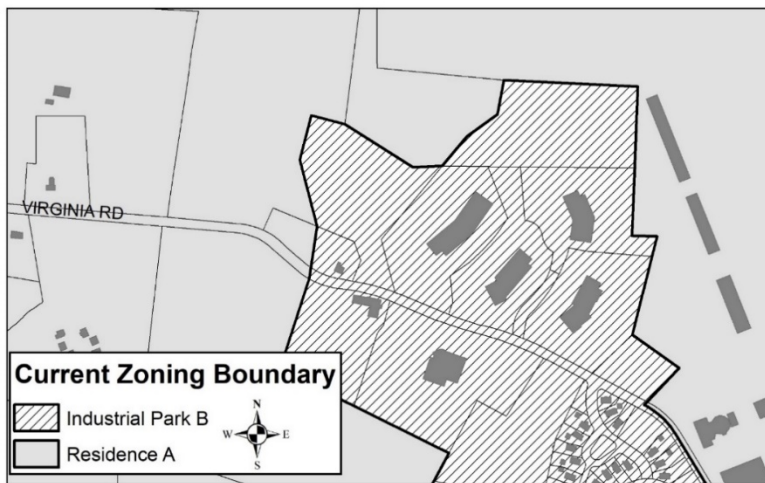 VIRGINIA RD
Current Zoning Boundary
Industrial Park B
Residence A
N
W E
S